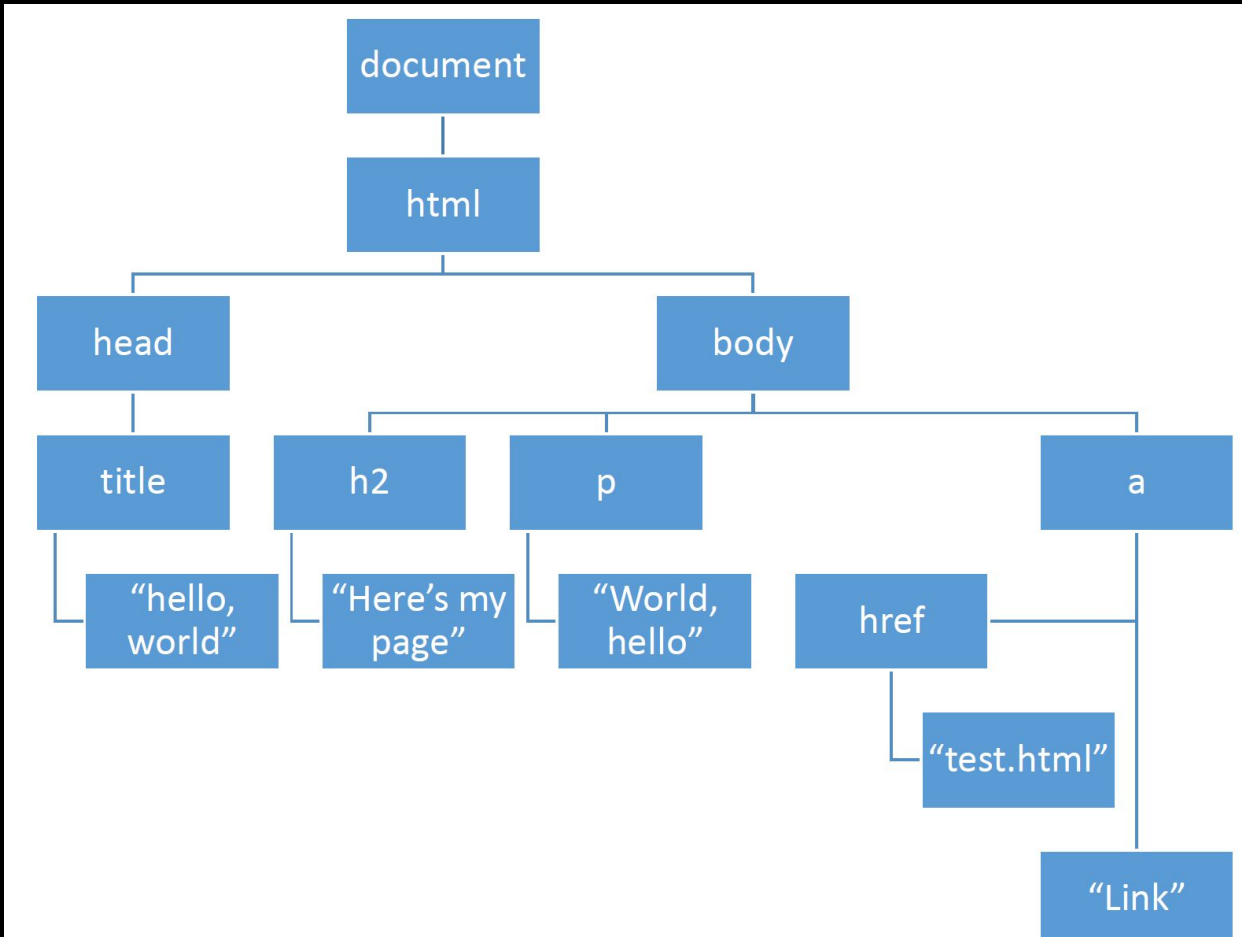 document
html
head
body
title
h2
p
a
“hello,
world”
“Here’s my
page”
“World,
hello”
href
“test.html”
“Link”